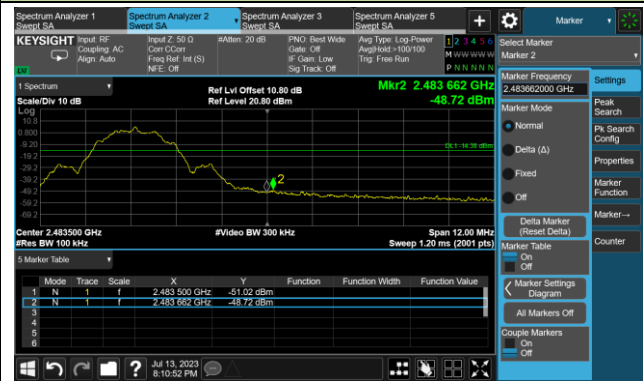 Spectrum Analyzer 1
Swept SA
Spectrum Analyzer 2
Swept SA
Spectrum Analyzer 3
Swept SA
Spectrum Analyzer 5
Swept SA
+
Marker
KEYSIGHT
Input: RF
Coupling: AC
Align: Auto
Input Z: 50 Ω
Corr CCorr
Freq Ref: Int (S)
NFE: Off
#Atten: 20 dB
PNO: Best Wide
Gate: Off
IF Gain: Low
Sig Track: Off
Avg Type: Log-Power
Avg|Hold >100/100
Trig: Free Run
1 2 3 4 5 6
M W W W W W
P N N N N N
LXI
Select Marker
Marker 2
1 Spectrum
Scale/Div 10 dB
Ref Lvl Offset 10.80 dB
Ref Level 20.80 dBm
Mkr2 2.483 662 GHz
-48.72 dBm
Log
10.8
0.800
-9.20
-19.2
-29.2
-39.2
-49.2
-59.2
-69.2
DL1 -14.38 dBm
2
Center 2.483500 GHz
#Res BW 100 kHz
#Video BW 300 kHz
Span 12.00 MHz
Sweep 1.20 ms (2001 pts)
5 Marker Table
Mode Trace Scale X Y Function Function Width Function Value
1 N 1 f 2.483 500 GHz -51.02 dBm
2 N 1 f 2.483 662 GHz -48.72 dBm
3
4
5
6
Marker Frequency
2.483662000 GHz
Marker Mode
Normal
Delta (Δ)
Fixed
Off
Delta Marker
(Reset Delta)
Marker Table
On
Off
Marker Settings
Diagram
All Markers Off
Couple Markers
On
Off
Settings
Peak
Search
Pk Search
Config
Properties
Marker
Function
Marker→
Counter
?
Jul 13, 2023
8:10:52 PM